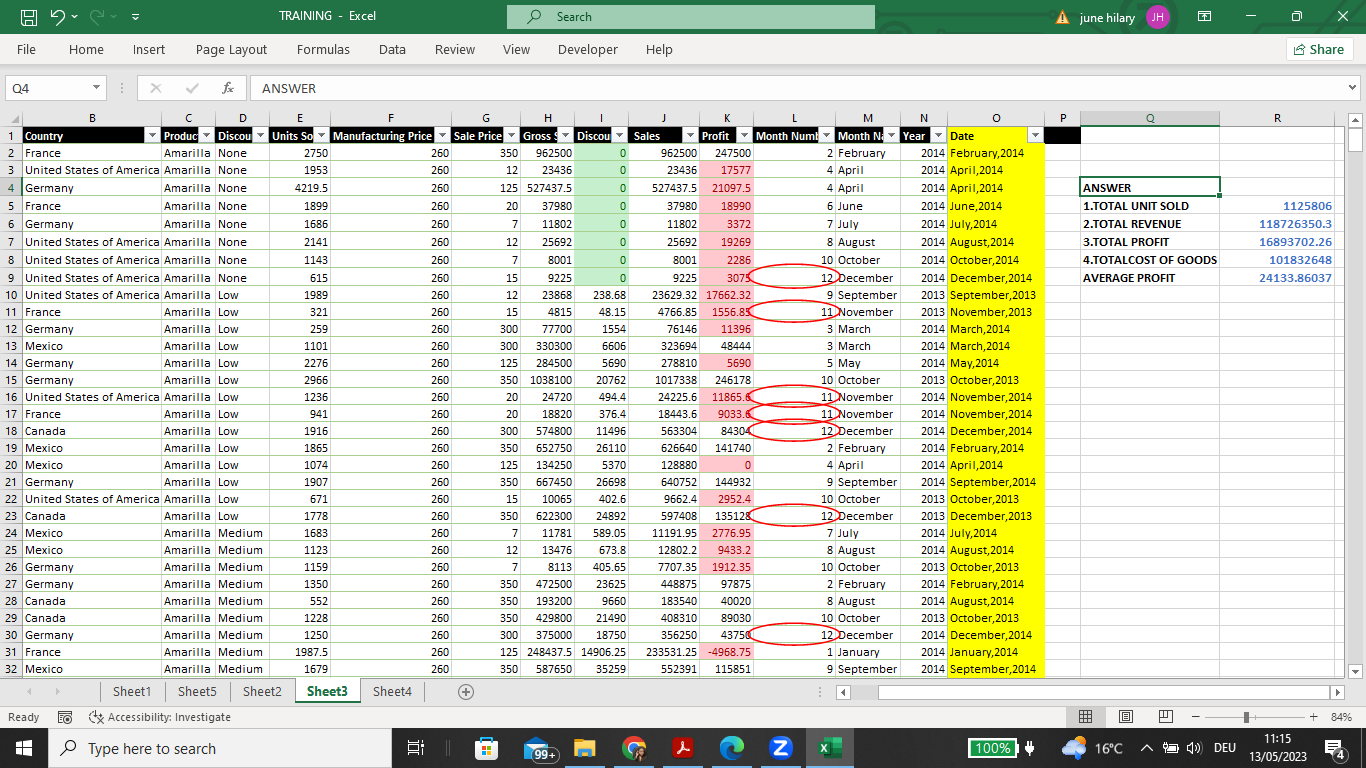 TRAINING - Excel
Search
june hilary JH
File Home Insert Page Layout Formulas Data Review View Developer Help Share
Q4 fx ANSWER
B C D E F G H I J K L M N O P Q R
1 Country Produc Discou Units So Manufacturing Price Sale Price Gross S Discou Sales Profit Month Numb Month Na Year Date
2 France Amarilla None 2750 260 350 962500 0 962500 247500 2 February 2014 February,2014
3 United States of America Amarilla None 1953 260 12 23436 0 23436 17577 4 April 2014 April,2014
4 Germany Amarilla None 4219.5 260 125 527437.5 0 527437.5 21097.5 4 April 2014 April,2014 ANSWER
5 France Amarilla None 1899 260 20 37980 0 37980 18990 6 June 2014 June,2014 1.TOTAL UNIT SOLD 1125806
6 Germany Amarilla None 1686 260 7 11802 0 11802 3372 7 July 2014 July,2014 2.TOTAL REVENUE 118726350.3
7 United States of America Amarilla None 2141 260 12 25692 0 25692 19269 8 August 2014 August,2014 3.TOTAL PROFIT 16893702.26
8 United States of America Amarilla None 1143 260 7 8001 0 8001 2286 10 October 2014 October,2014 4.TOTALCOST OF GOODS 101832648
9 United States of America Amarilla None 615 260 15 9225 0 9225 3075 12 December 2014 December,2014 AVERAGE PROFIT 24133.86037
10 United States of America Amarilla Low 1989 260 12 23868 238.68 23629.32 17662.32 9 September 2013 September,2013
11 France Amarilla Low 321 260 15 4815 48.15 4766.85 1556.85 11 November 2013 November,2013
12 Germany Amarilla Low 259 260 300 77700 1554 76146 11396 3 March 2014 March,2014
13 Mexico Amarilla Low 1101 260 300 330300 6606 323694 48444 3 March 2014 March,2014
14 Germany Amarilla Low 2276 260 125 284500 5690 278810 5690 5 May 2014 May,2014
15 Germany Amarilla Low 2966 260 350 1038100 20762 1017338 246178 10 October 2013 October,2013
16 United States of America Amarilla Low 1236 260 20 24720 494.4 24225.6 11865.6 11 November 2014 November,2014
17 France Amarilla Low 941 260 20 18820 376.4 18443.6 9033.6 11 November 2014 November,2014
18 Canada Amarilla Low 1916 260 300 574800 11496 563304 84304 12 December 2014 December,2014
19 Mexico Amarilla Low 1865 260 350 652750 26110 626640 141740 2 February 2014 February,2014
20 Mexico Amarilla Low 1074 260 125 134250 5370 128880 0 4 April 2014 April,2014
21 Germany Amarilla Low 1907 260 350 667450 26698 640752 144932 9 September 2014 September,2014
22 United States of America Amarilla Low 671 260 15 10065 402.6 9662.4 2952.4 10 October 2013 October,2013
23 Canada Amarilla Low 1778 260 350 622300 24892 597408 135128 12 December 2013 December,2013
24 Mexico Amarilla Medium 1683 260 7 11781 589.05 11191.95 2776.95 7 July 2014 July,2014
25 Mexico Amarilla Medium 1123 260 12 13476 673.8 12802.2 9433.2 8 August 2014 August,2014
26 Germany Amarilla Medium 1159 260 7 8113 405.65 7707.35 1912.35 10 October 2013 October,2013
27 Germany Amarilla Medium 1350 260 350 472500 23625 448875 97875 2 February 2014 February,2014
28 Canada Amarilla Medium 552 260 350 193200 9660 183540 40020 8 August 2014 August,2014
29 Canada Amarilla Medium 1228 260 350 429800 21490 408310 89030 10 October 2013 October,2013
30 Germany Amarilla Medium 1250 260 300 375000 18750 356250 43750 12 December 2014 December,2014
31 France Amarilla Medium 1987.5 260 125 248437.5 14906.25 233531.25 -4968.75 1 January 2014 January,2014
32 Mexico Amarilla Medium 1679 260 350 587650 35259 552391 115851 9 September 2014 September,2014
Sheet1 Sheet5 Sheet2 Sheet3 Sheet4
Ready Accessibility: Investigate 84%
Type here to search 99+ 100% 16°C DEU 11:15
13/05/2023 4